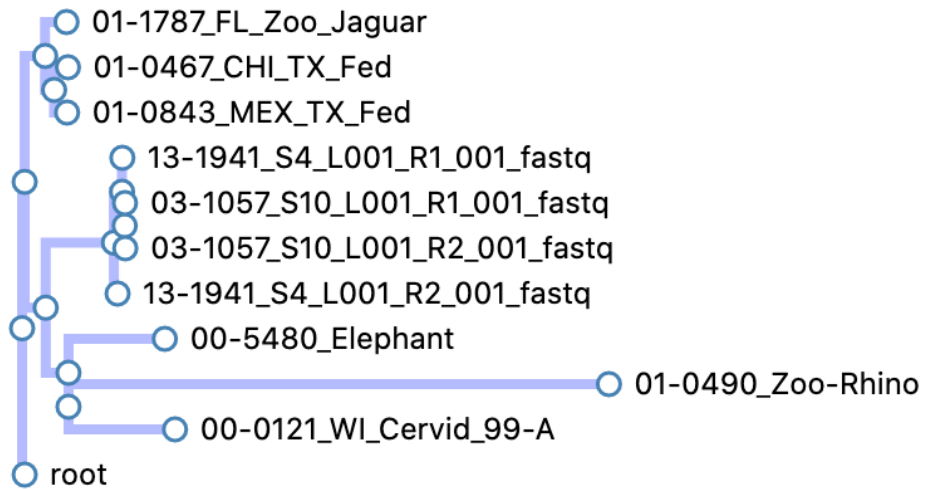 01-1787_FL_Zoo_Jaguar
01-0467_CHI_TX_Fed
01-0843_MEX_TX_Fed
13-1941_S4_L001_R1_001_fastq
03-1057_S10_L001_R1_001_fastq
03-1057_S10_L001_R2_001_fastq
13-1941_S4_L001_R2_001_fastq
00-5480_Elephant
01-0490_Zoo-Rhino
00-0121_WI_Cervid_99-A
root